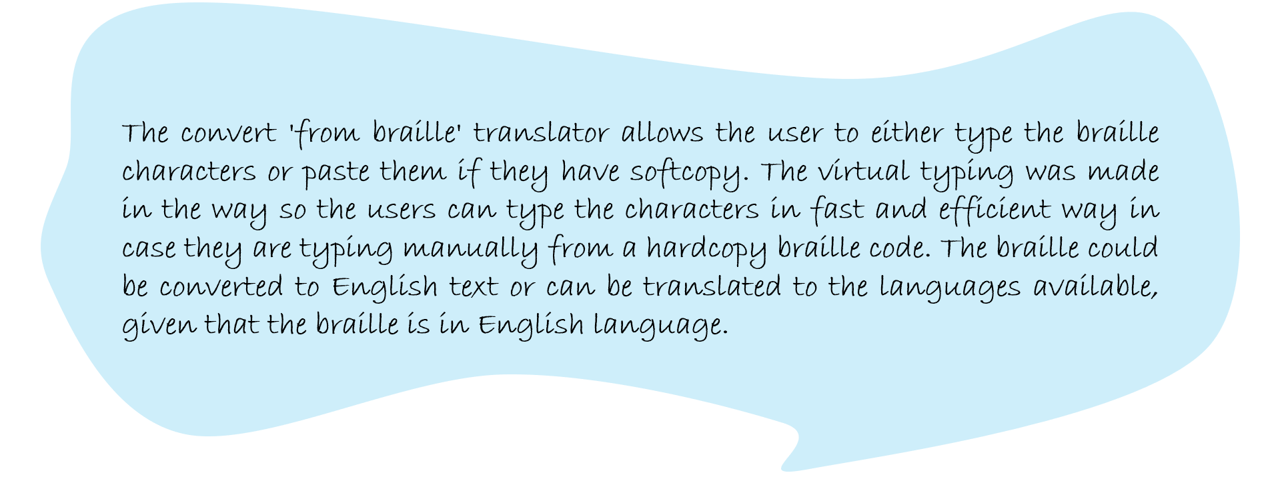 The convert 'from braille' translator allows the user to either type the braille
characters or paste them if they have softcopy. The virtual typing was made
in the way so the users can type the characters in fast and efficient way in
case they are typing manually from a hardcopy braille code. The braille could
be converted to English text or can be translated to the languages available,
given that the braille is in English language.